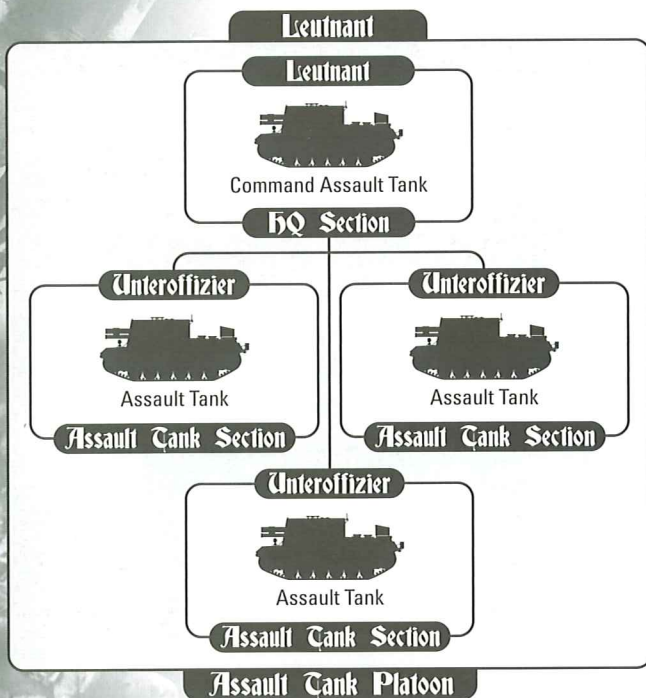 Leutnant
Leutnant
Command Assault Tank
HQ Section
Unteroffizier
Unteroffizier
Assault Tank
Assault Tank
Assault Tank Section
Assault Tank Section
Unteroffizier
Assault Tank
Assault Tank Section
Assault Tank Platoon